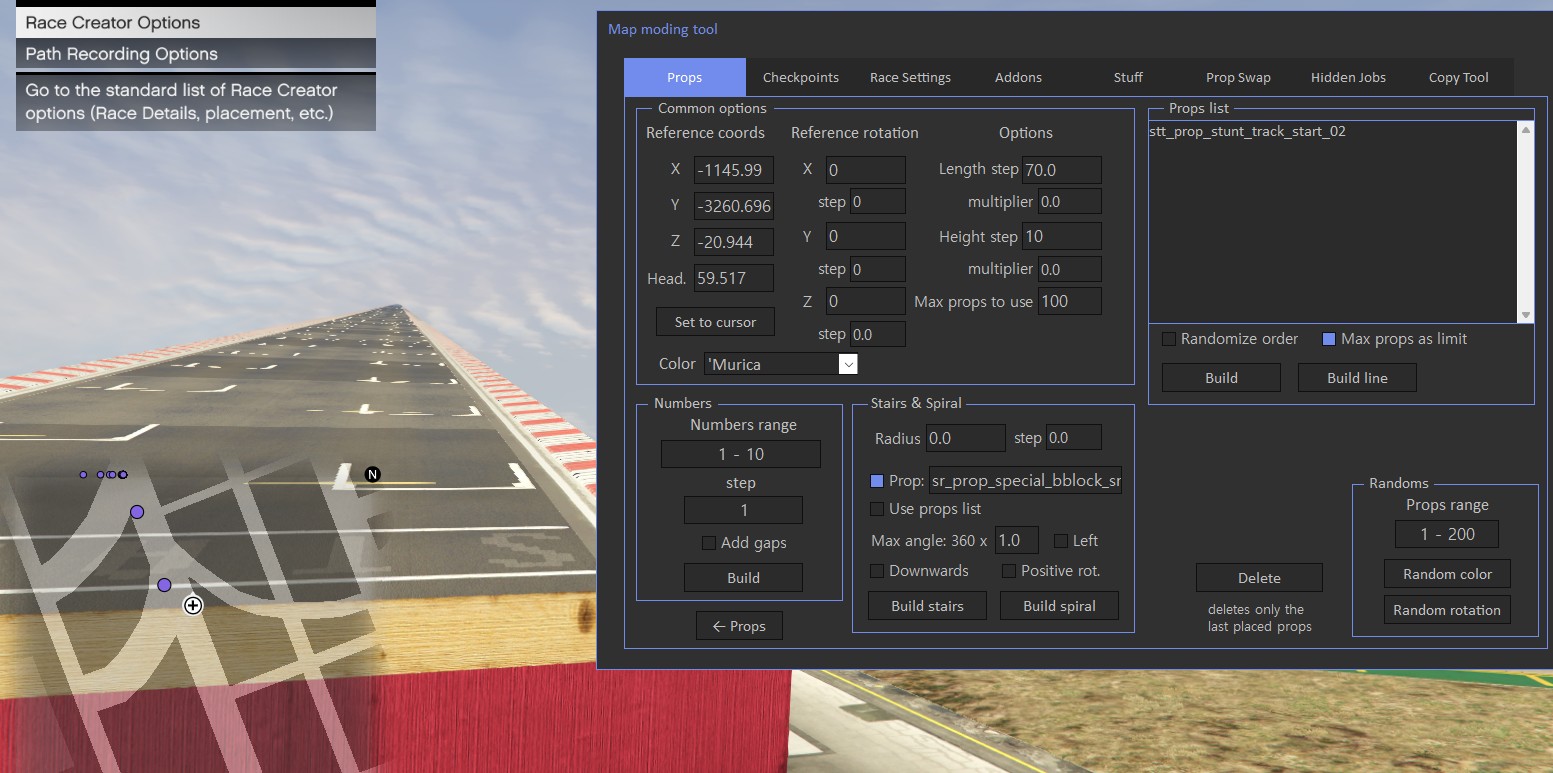 Race Creator Options
Path Recording Options
Go to the standard list of Race Creator
options (Race Details, placement, etc.)
N
Map moding tool
Props Checkpoints Race Settings Addons Stuff Prop Swap Hidden Jobs Copy Tool
Common options
Reference coords Reference rotation Options
X -1145.99 X 0 Length step 70.0
step 0 multiplier 0.0
Y -3260.696 Y 0 Height step 10
Z -20.944 step 0 multiplier 0.0
Head. 59.517 Z 0 Max props to use 100
Set to cursor step 0.0
Color 'Murica
Props list
stt_prop_stunt_track_start_02
Randomize order Max props as limit
Build Build line
Numbers
Numbers range
1 - 10
step
1
Add gaps
Build
← Props
Stairs & Spiral
Radius 0.0 step 0.0
Prop: sr_prop_special_bblock_sr
Use props list
Max angle: 360 x 1.0 Left
Downwards Positive rot.
Build stairs Build spiral
Delete
deletes only the
last placed props
Randoms
Props range
1 - 200
Random color
Random rotation